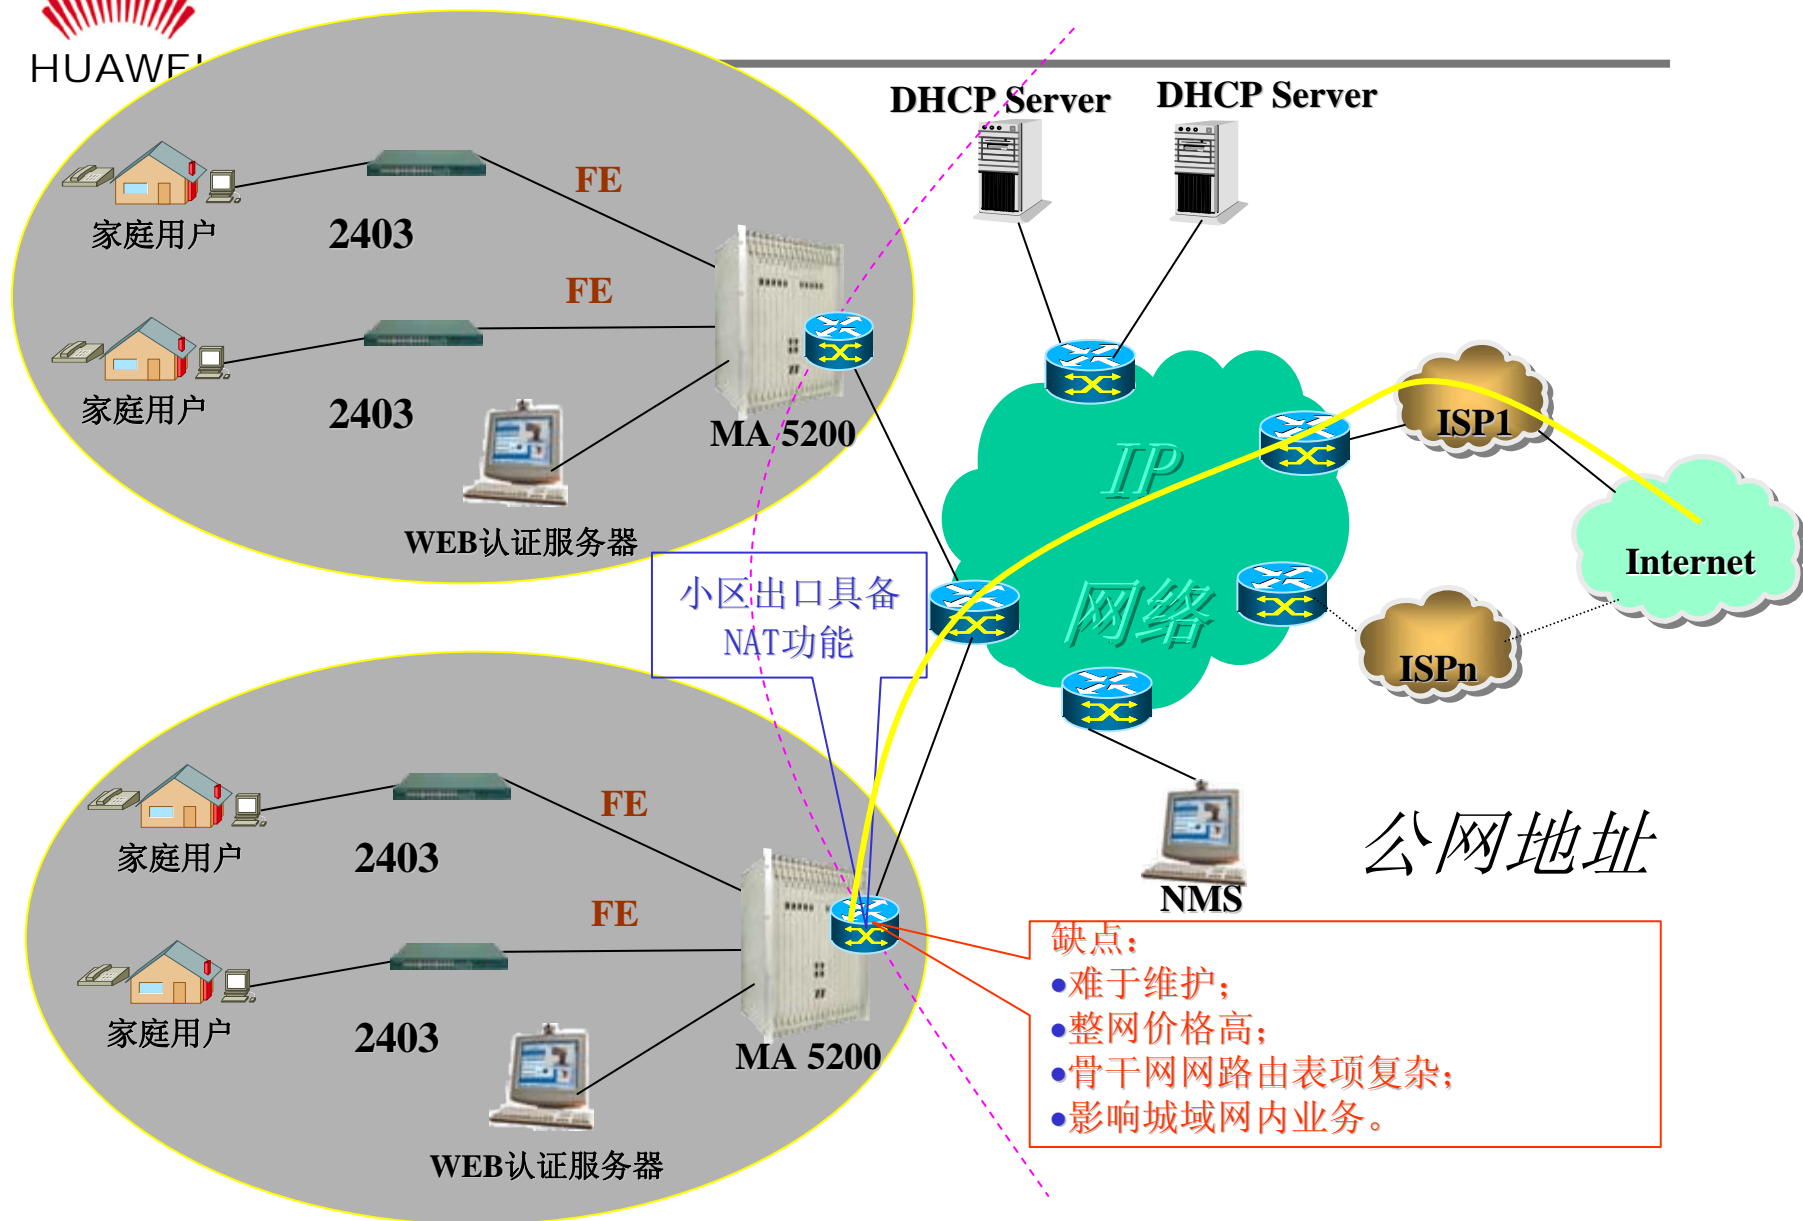 HUAWEI
DHCP Server
DHCP Server
FE
家庭用户
2403
FE
家庭用户
2403
MA 5200
WEB认证服务器
IP
网络
ISP1
Internet
ISPn
小区出口具备
NAT功能
FE
家庭用户
2403
FE
家庭用户
2403
MA 5200
WEB认证服务器
NMS
公网地址
缺点：
●难于维护；
●整网价格高；
●骨干网网路由表项复杂；
●影响城域网内业务。